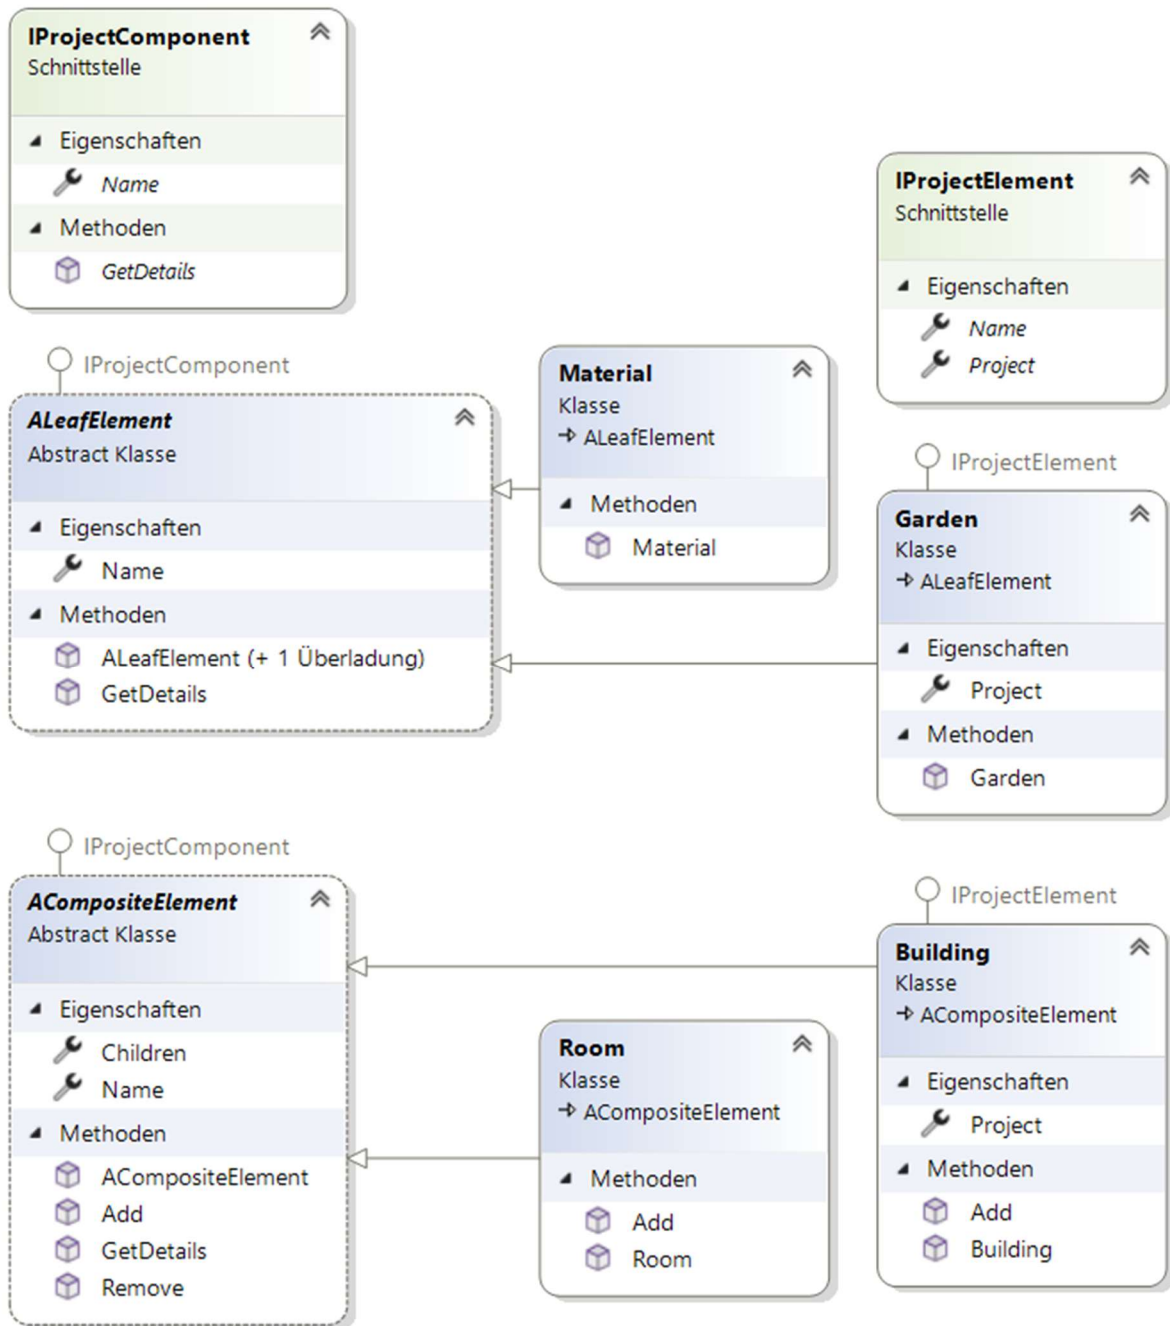 IProjectComponent
Schnittstelle
Eigenschaften
Name
Methoden
GetDetails
IProjectElement
Schnittstelle
Eigenschaften
Name
Project
IProjectComponent
ALeafElement
Abstract Klasse
Eigenschaften
Name
Methoden
ALeafElement (+ 1 Überladung)
GetDetails
Material
Klasse
ALeafElement
Methoden
Material
IProjectElement
Garden
Klasse
ALeafElement
Eigenschaften
Project
Methoden
Garden
IProjectComponent
ACompositeElement
Abstract Klasse
Eigenschaften
Children
Name
Methoden
ACompositeElement
Add
GetDetails
Remove
Room
Klasse
ACompositeElement
Methoden
Add
Room
IProjectElement
Building
Klasse
ACompositeElement
Eigenschaften
Project
Methoden
Add
Building